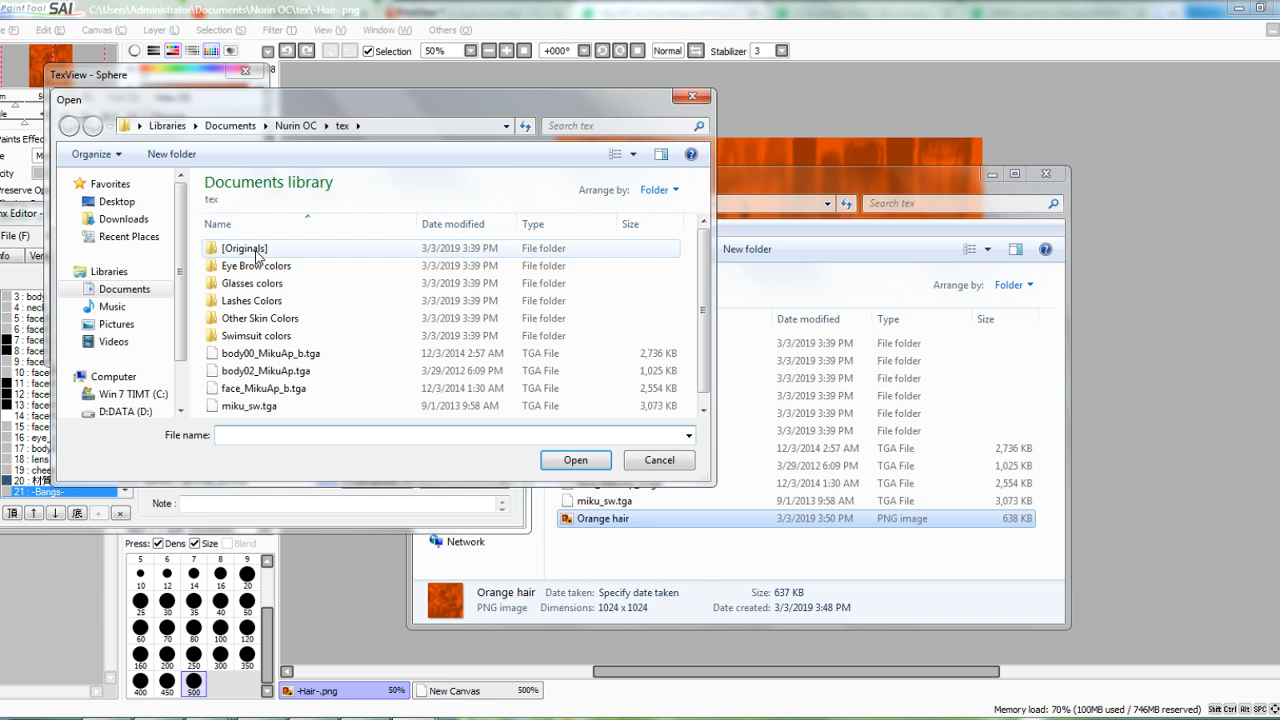 PaintTool SAI C:\Users\Administrator\Documents\Nurin OC\tex\-Hair-.png
File (F) Edit (E) Canvas (C) Layer (L) Selection (S) Filter (T) View (V) Window (W) Others (O)
Selection 50% +000° Normal Stabilizer 3
TexView - Sphere
Open
Libraries Documents Nurin OC tex Search tex
Organize New folder
Documents library
tex
Arrange by: Folder
Name Date modified Type Size
[Originals] 3/3/2019 3:39 PM File folder
Eye Brow colors 3/3/2019 3:39 PM File folder
Glasses colors 3/3/2019 3:39 PM File folder
Lashes Colors 3/3/2019 3:39 PM File folder
Other Skin Colors 3/3/2019 3:39 PM File folder
Swimsuit colors 3/3/2019 3:39 PM File folder
body00_MikuAp_b.tga 12/3/2014 2:57 AM TGA File 2,736 KB
body02_MikuAp.tga 3/29/2012 6:09 PM TGA File 1,025 KB
face_MikuAp_b.tga 12/3/2014 1:30 AM TGA File 2,554 KB
miku_sw.tga 9/1/2013 9:58 AM TGA File 3,073 KB
Favorites
Desktop
Downloads
Recent Places
Libraries
Documents
Music
Pictures
Videos
Computer
Win 7 TIMT (C:)
D:DATA (D:)
File name:
Open Cancel
Search tex
New folder
Arrange by: Folder
Date modified Type Size
3/3/2019 3:39 PM File folder
3/3/2019 3:39 PM File folder
3/3/2019 3:39 PM File folder
3/3/2019 3:39 PM File folder
3/3/2019 3:39 PM File folder
3/3/2019 3:39 PM File folder
12/3/2014 2:57 AM TGA File 2,736 KB
3/29/2012 6:09 PM TGA File 1,025 KB
12/3/2014 1:30 AM TGA File 2,554 KB
miku_sw.tga 9/1/2013 9:58 AM TGA File 3,073 KB
Orange hair 3/3/2019 3:50 PM PNG image 638 KB
Network
Orange hair Date taken: Specify date taken Size: 637 KB
PNG image Dimensions: 1024 x 1024 Date created: 3/3/2019 3:48 PM
Editor
File (F)
3 : body
4 : neck
5 : face
6 : face
7 : face
8 : face
9 : face
10 : face
11 : face
12 : face
13 : face
14 : face
15 : face
16 : eye_
17 : body
18 : lens
19 : chee
20 : 材質
21 : -Bangs-
頂 ↑ ↓ 底 + ×
Note :
Press: Dens Size Blend
5 6 7 8 9
10 12 14 16 20
25 30 35 40 50
60 70 80 100 120
160 200 250 300 350
400 450 500
-Hair-.png 50% New Canvas 500%
Memory load: 70% (100MB used / 746MB reserved) Shift Ctrl Alt SPC